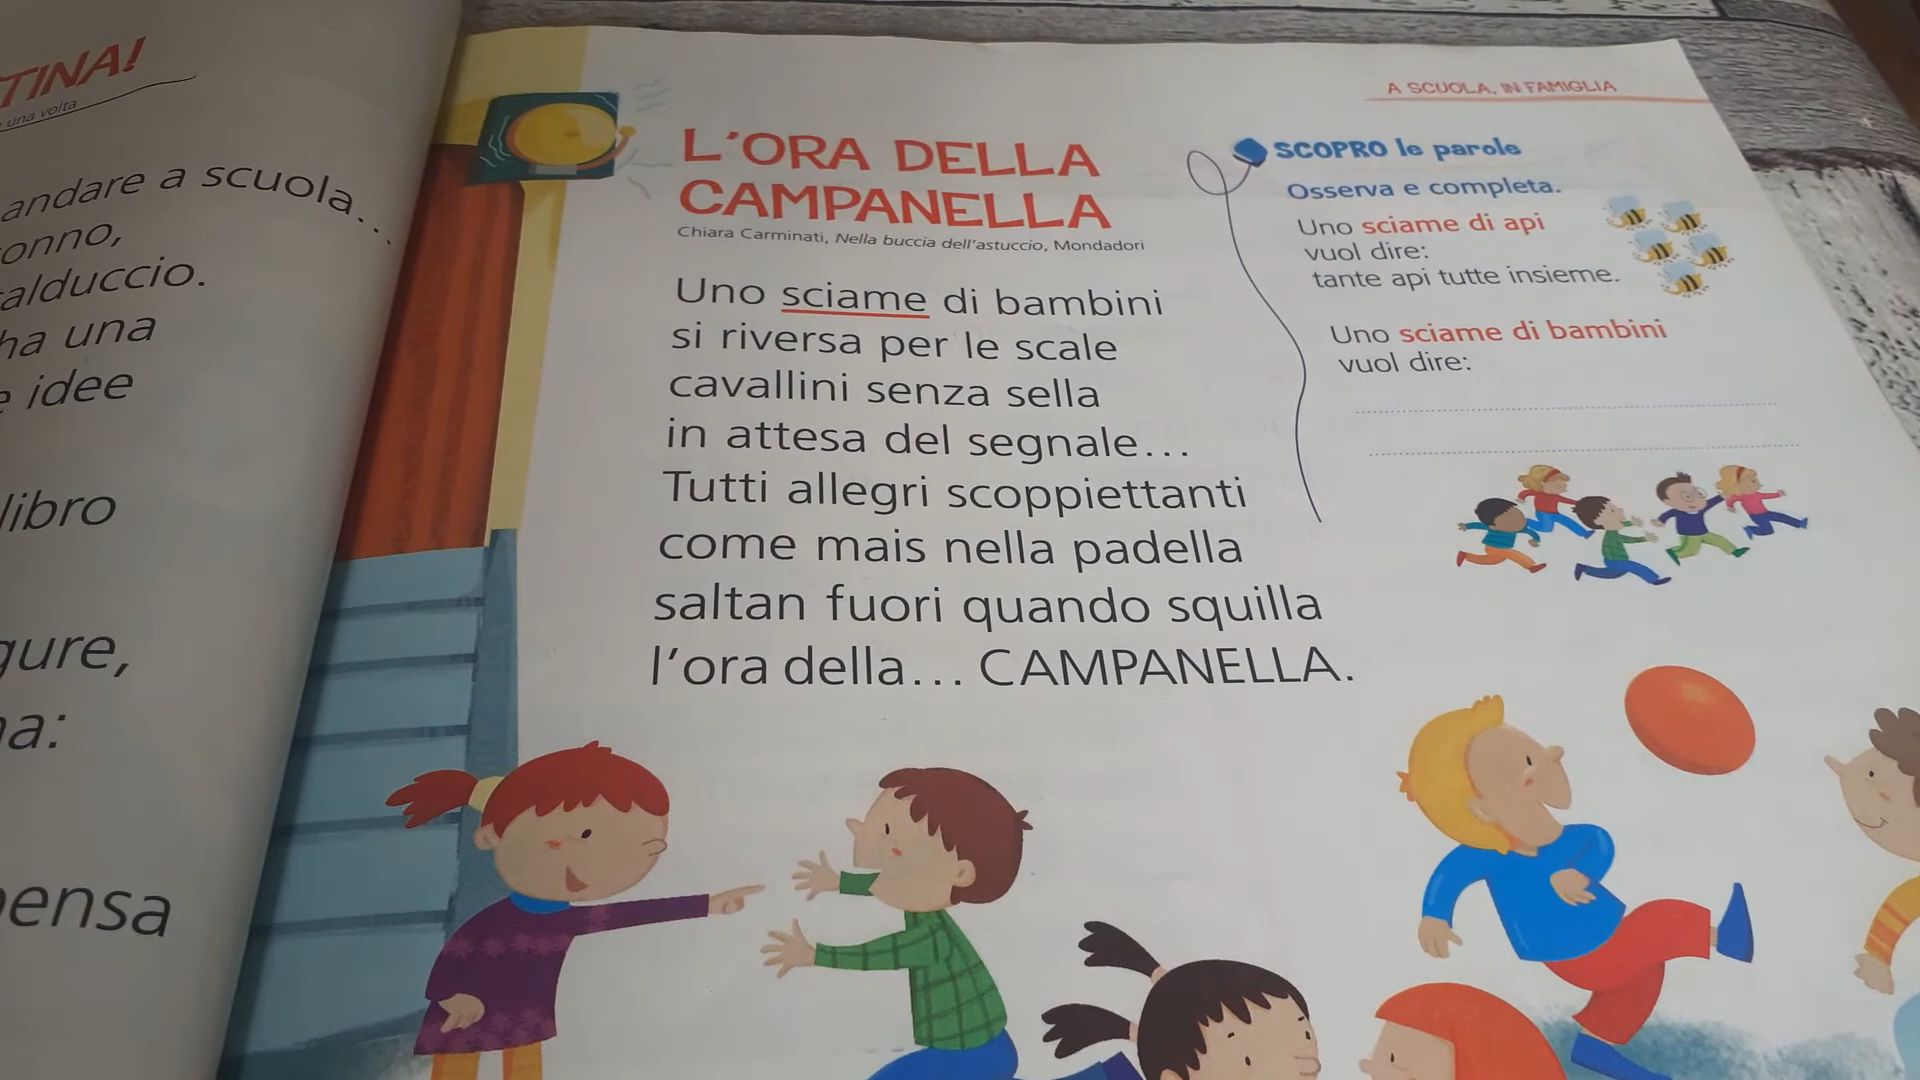 TINA!
una volta
andare a scuola...
onno,
alduccio.
ha una
e idee
libro
gure,
na:
pensa
A SCUOLA, IN FAMIGLIA
L'ORA DELLA
CAMPANELLA
Chiara Carminati, Nella buccia dell'astuccio, Mondadori
Uno sciame di bambini
si riversa per le scale
cavallini senza sella
in attesa del segnale...
Tutti allegri scoppiettanti
come mais nella padella
saltan fuori quando squilla
l'ora della... CAMPANELLA.
SCOPRO le parole
Osserva e completa.
Uno sciame di api
vuol dire:
tante api tutte insieme.
Uno sciame di bambini
vuol dire: